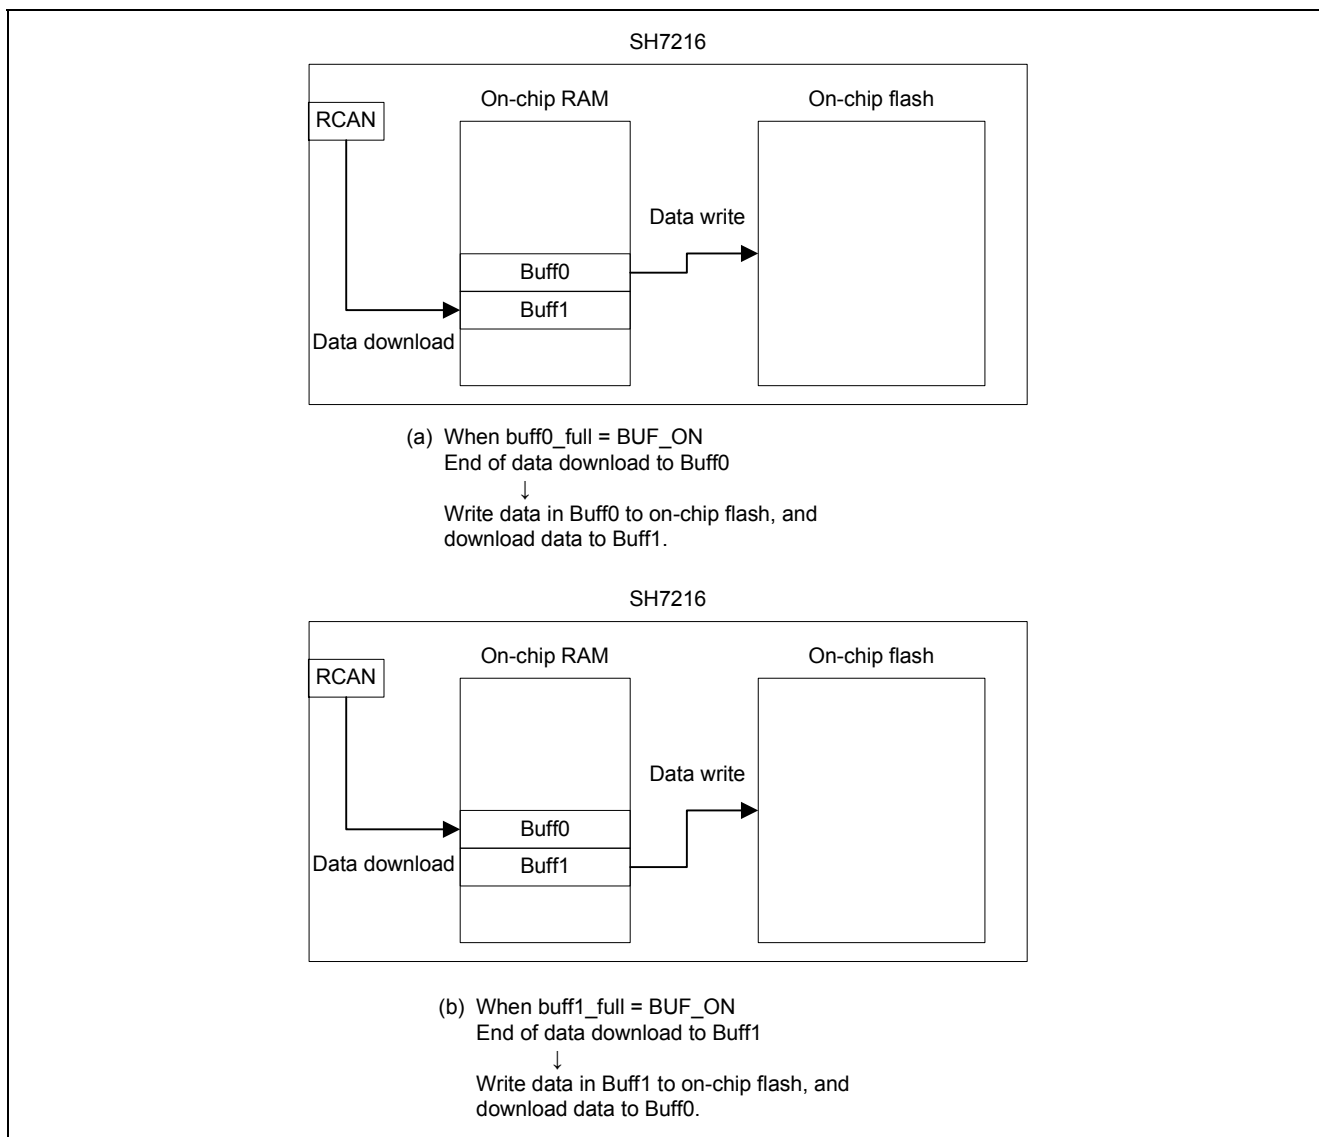 SH7216
On-chip RAM
On-chip flash
RCAN
Data write
Buff0
Buff1
Data download
(a) When buff0_full = BUF_ON
End of data download to Buff0
↓
Write data in Buff0 to on-chip flash, and
download data to Buff1.
SH7216
On-chip RAM
On-chip flash
RCAN
Data write
Buff0
Data download
Buff1
(b) When buff1_full = BUF_ON
End of data download to Buff1
↓
Write data in Buff1 to on-chip flash, and
download data to Buff0.